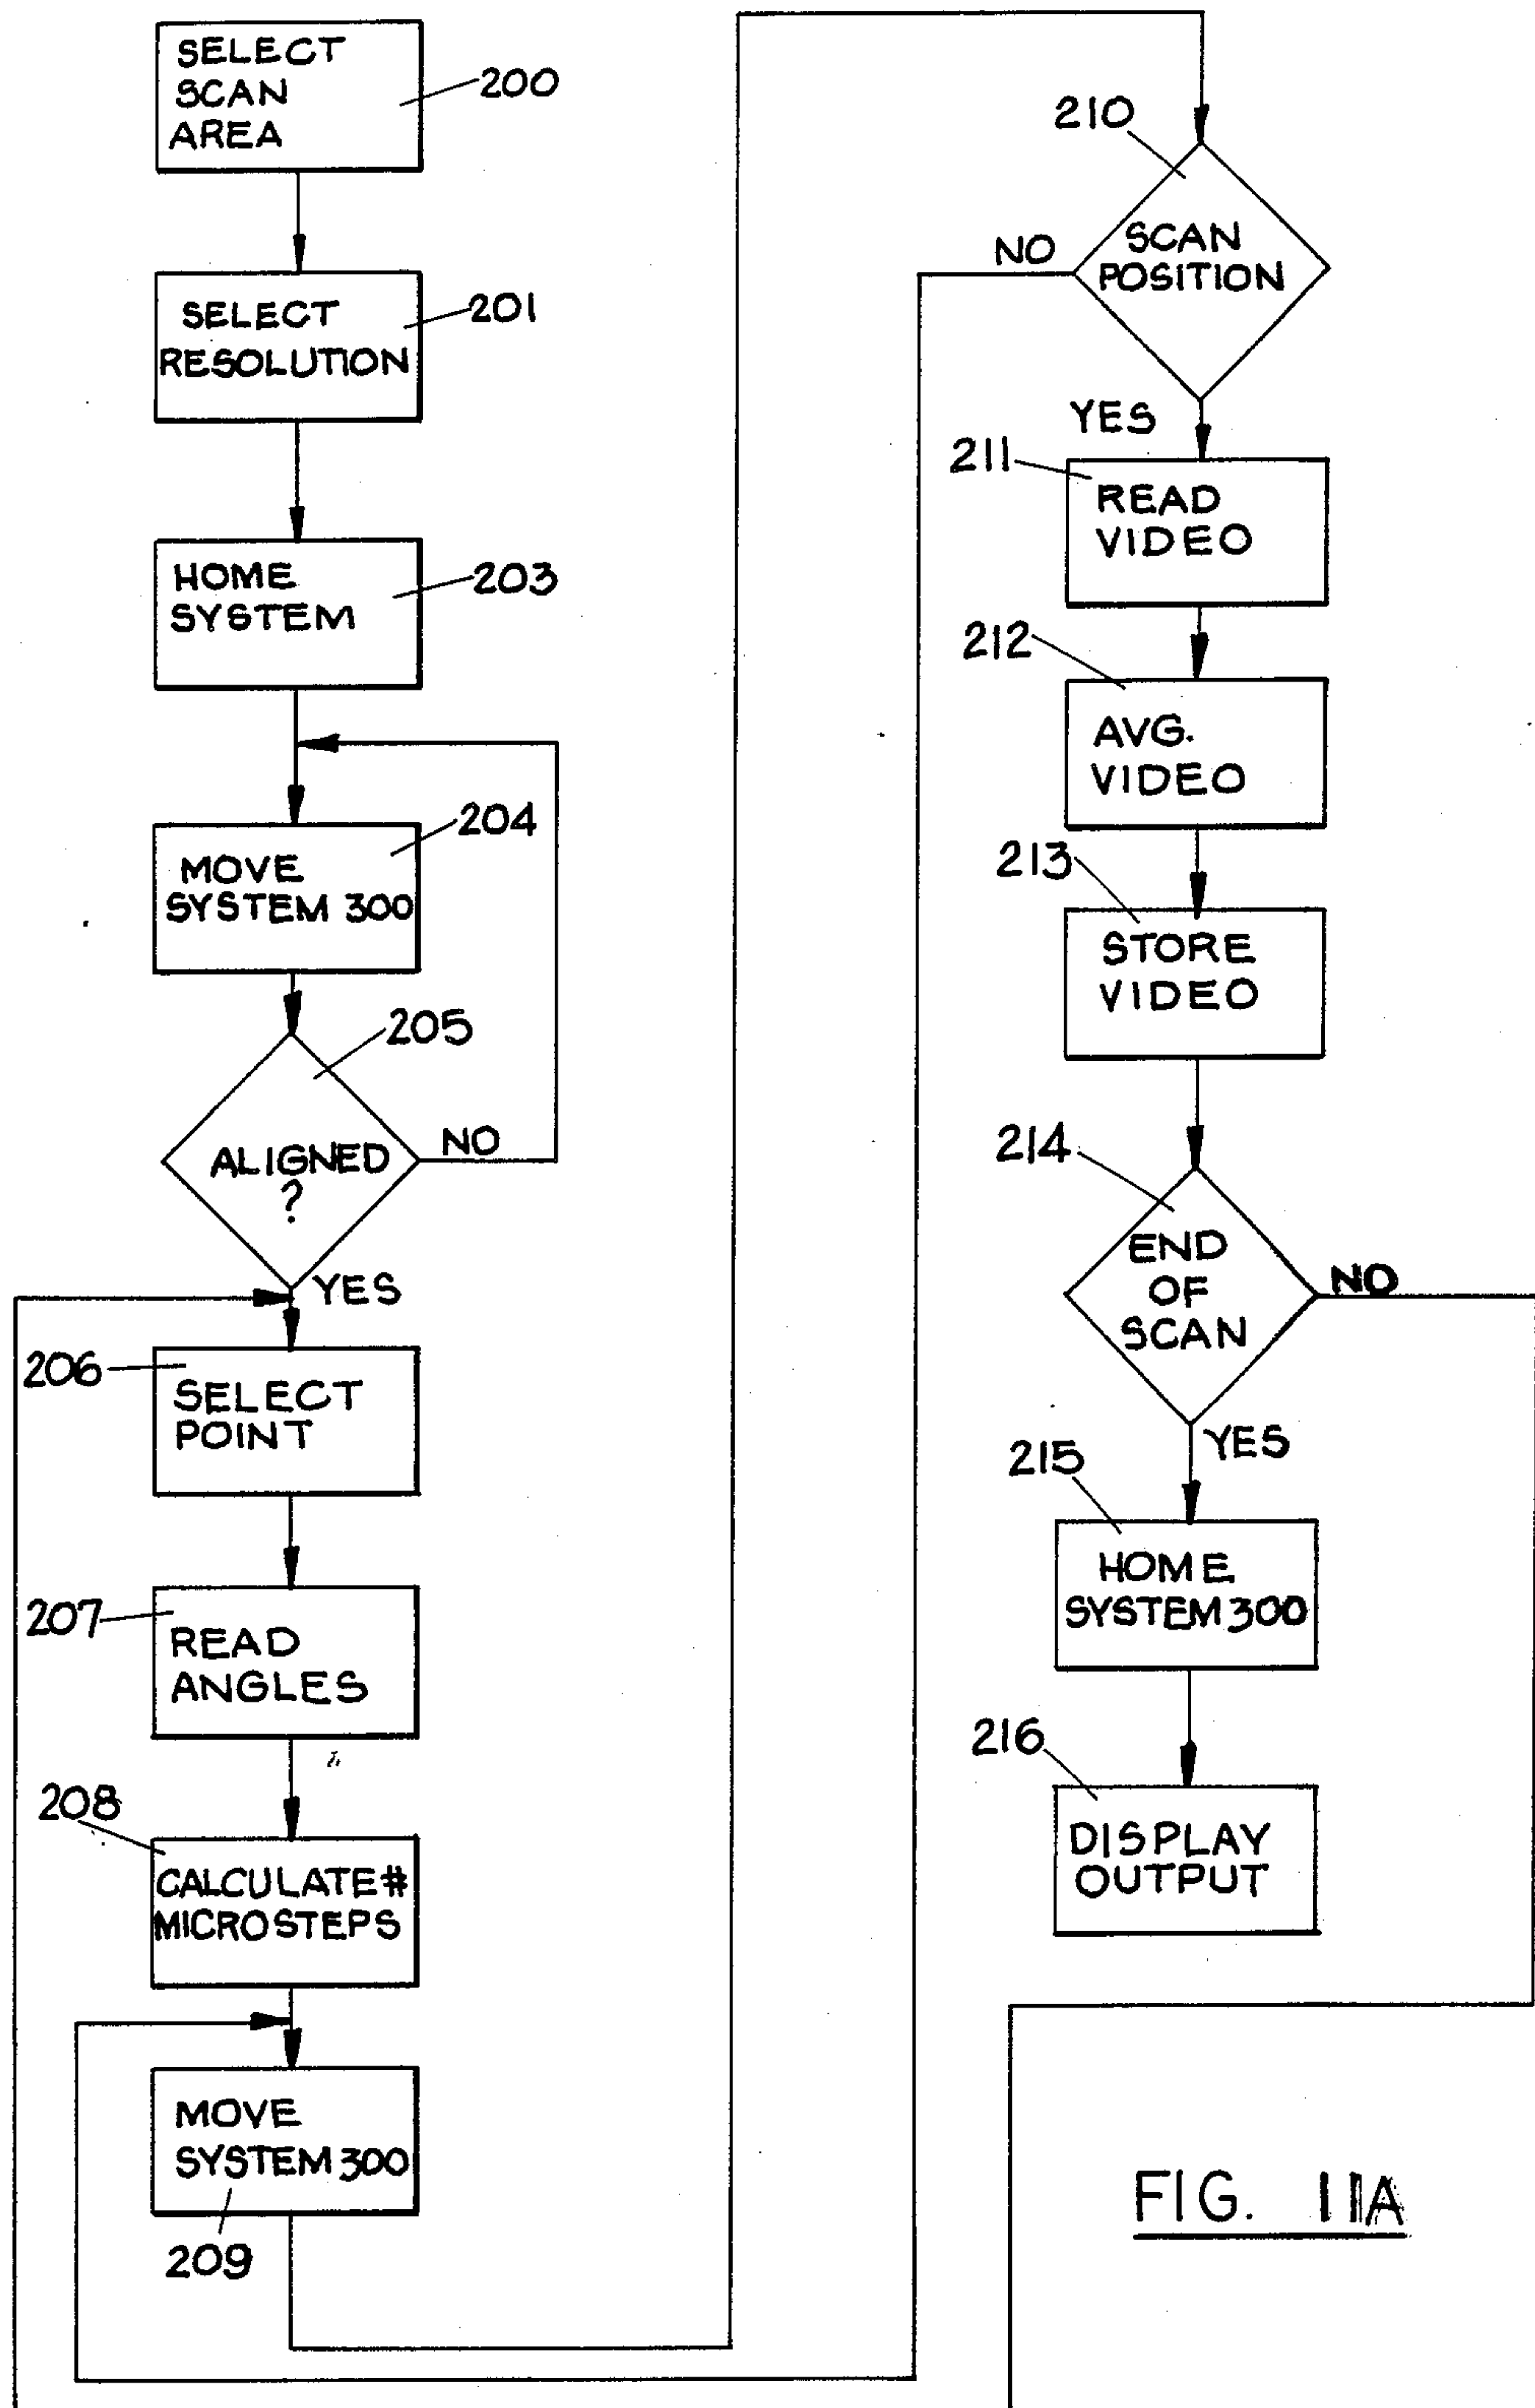 SELECT
SCAN
AREA
200
SELECT
RESOLUTION
201
HOME
SYSTEM
203
MOVE
SYSTEM 300
204
205
ALIGNED
?
NO
YES
206
SELECT
POINT
207
READ
ANGLES
208
CALCULATE #
MICROSTEPS
MOVE
SYSTEM 300
209
210
SCAN
POSITION
NO
YES
211
READ
VIDEO
212
AVG.
VIDEO
213
STORE
VIDEO
214
END
OF
SCAN
NO
YES
215
HOME
SYSTEM 300
216
DISPLAY
OUTPUT
FIG. 11A